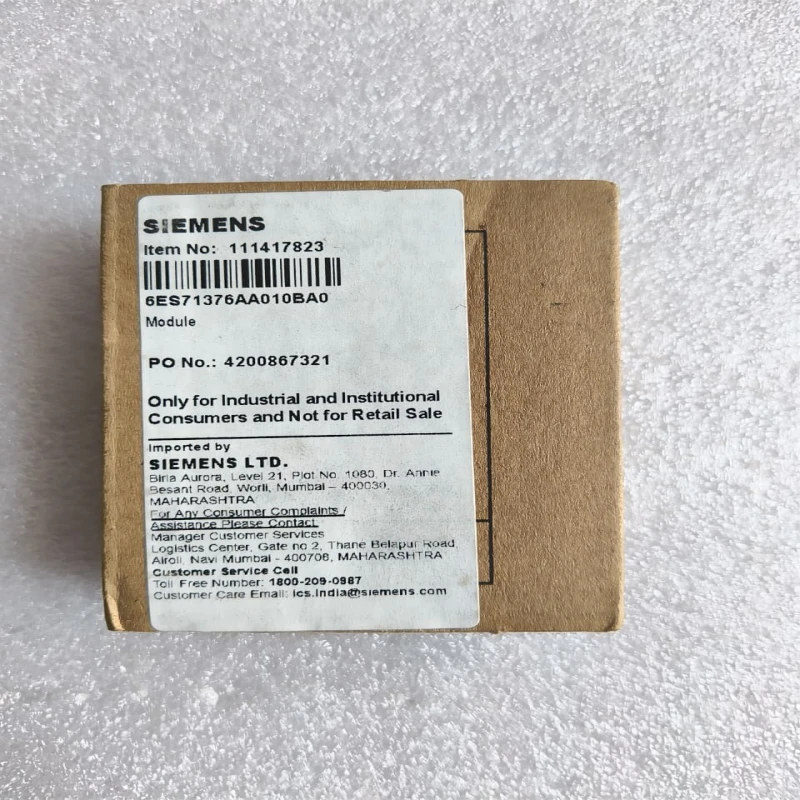 SIEMENS
Item No: 111417823
6ES71376AA010BA0
Module
PO No.: 4200867321
Only for Industrial and Institutional
Consumers and Not for Retail Sale
Imported by
SIEMENS LTD.
Birla Aurora, Level 21, Plot No. 1080, Dr. Annie
Besant Road, Worli, Mumbai – 400030,
MAHARASHTRA
For Any Consumer Complaints /
Assistance Please Contact
Manager Customer Services
Logistics Center, Gate no 2, Thane Belapur Road
Airoli, Navi Mumbai - 400708, MAHARASHTRA
Customer Service Cell
Toll Free Number: 1800-209-0987
Customer Care Email: ics.india@siemens.com